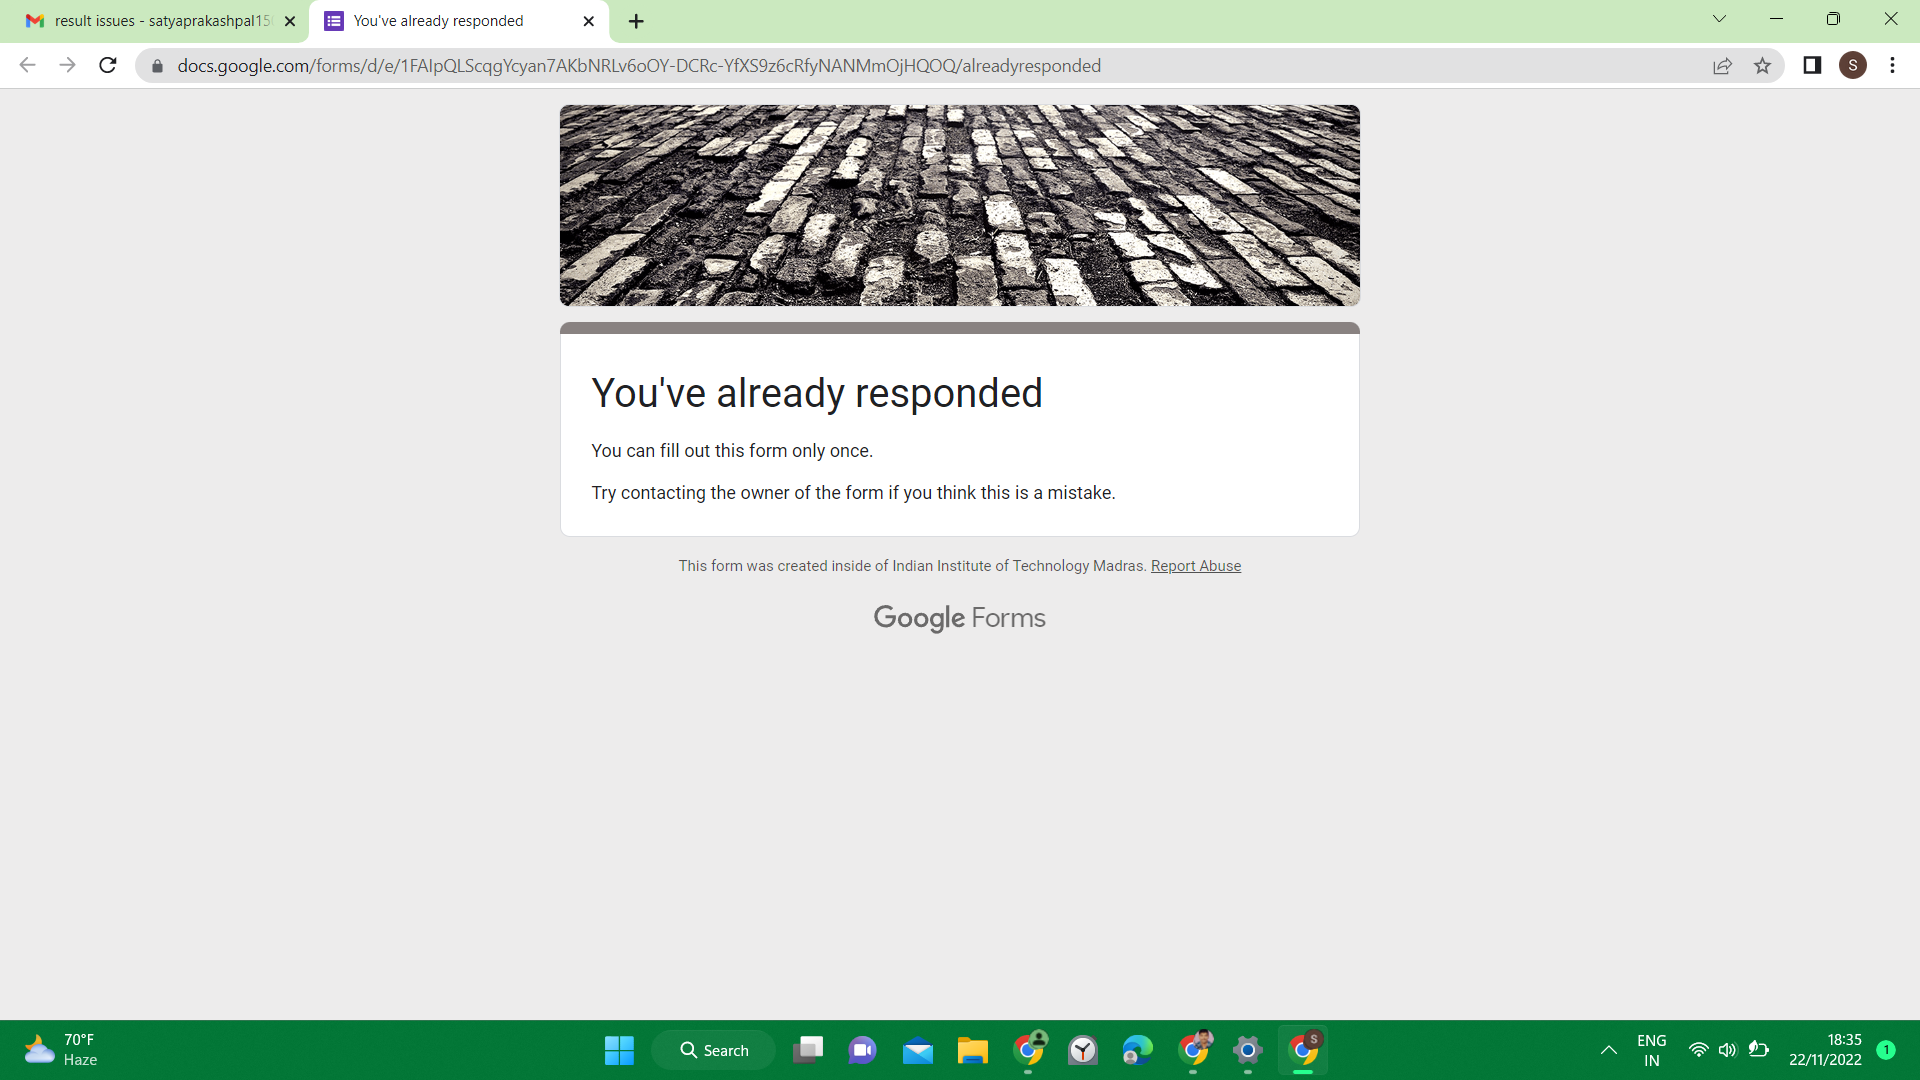 result issues - satyaprakashpal15
You've already responded
docs.google.com/forms/d/e/1FAIpQLScqgYcyan7AKbNRLv6oOY-DCRc-YfXS9z6cRfyNANMmOjHQOQ/alreadyresponded
S
You've already responded
You can fill out this form only once.
Try contacting the owner of the form if you think this is a mistake.
This form was created inside of Indian Institute of Technology Madras. Report Abuse
Google Forms
70°F
Haze
Search
S
ENG
IN
18:35
22/11/2022
1